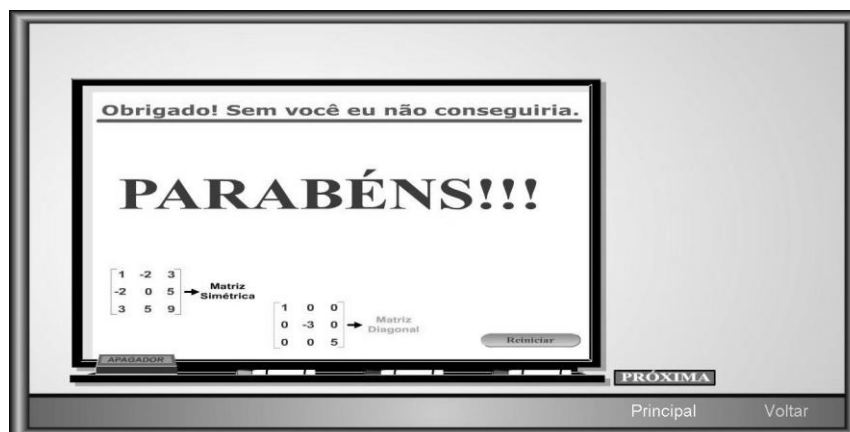 Obrigado! Sem você eu não conseguiria.
PARABÉNS!!!
1 -2 3
-2 0 5
3 5 9
Matriz
Simétrica
1 0 0
0 -3 0
0 0 5
Matriz
Diagonal
Reiniciar
APAGADOR
PRÓXIMA
Principal
Voltar